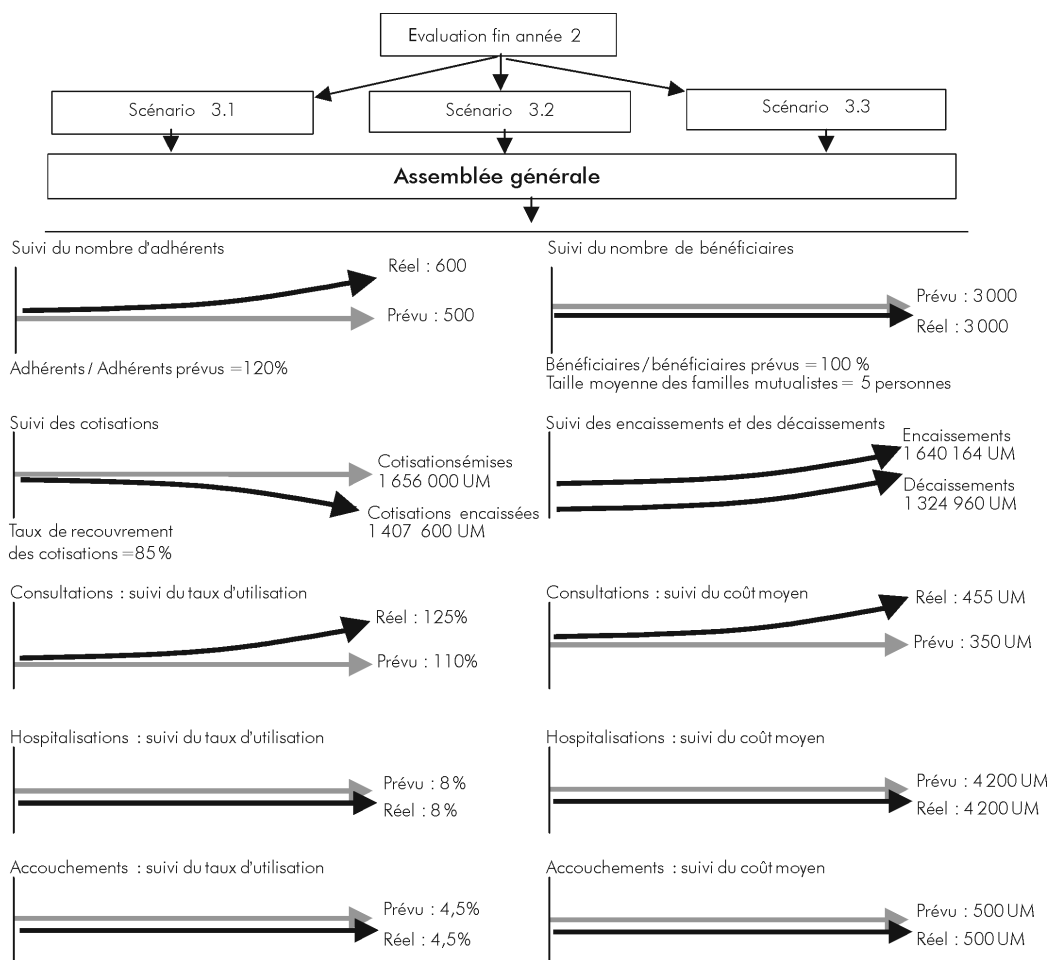 Evaluation fin année 2
Scénario 3.1
Scénario 3.2
Scénario 3.3
Assemblée générale
Suivi du nombre d'adhérents
Réel : 600
Prévu : 500
Adhérents / Adhérents prévus =120%
Suivi du nombre de bénéficiaires
Prévu : 3 000
Réel : 3 000
Bénéficiaires / bénéficiaires prévus = 100 %
Taille moyenne des familles mutualistes = 5 personnes
Suivi des cotisations
Cotisations émises
1 656 000 UM
Cotisations encaissées
1 407 600 UM
Taux de recouvrement
des cotisations =85%
Suivi des encaissements et des décaissements
Encaissements
1 640 164 UM
Décaissements
1 324 960 UM
Consultations : suivi du taux d'utilisation
Réel : 125%
Prévu : 110%
Consultations : suivi du coût moyen
Réel : 455 UM
Prévu : 350 UM
Hospitalisations : suivi du taux d'utilisation
Prévu : 8%
Réel : 8%
Hospitalisations : suivi du coût moyen
Prévu : 4 200 UM
Réel : 4 200 UM
Accouchements : suivi du taux d'utilisation
Prévu : 4,5%
Réel : 4,5%
Accouchements : suivi du coût moyen
Prévu : 500 UM
Réel : 500 UM